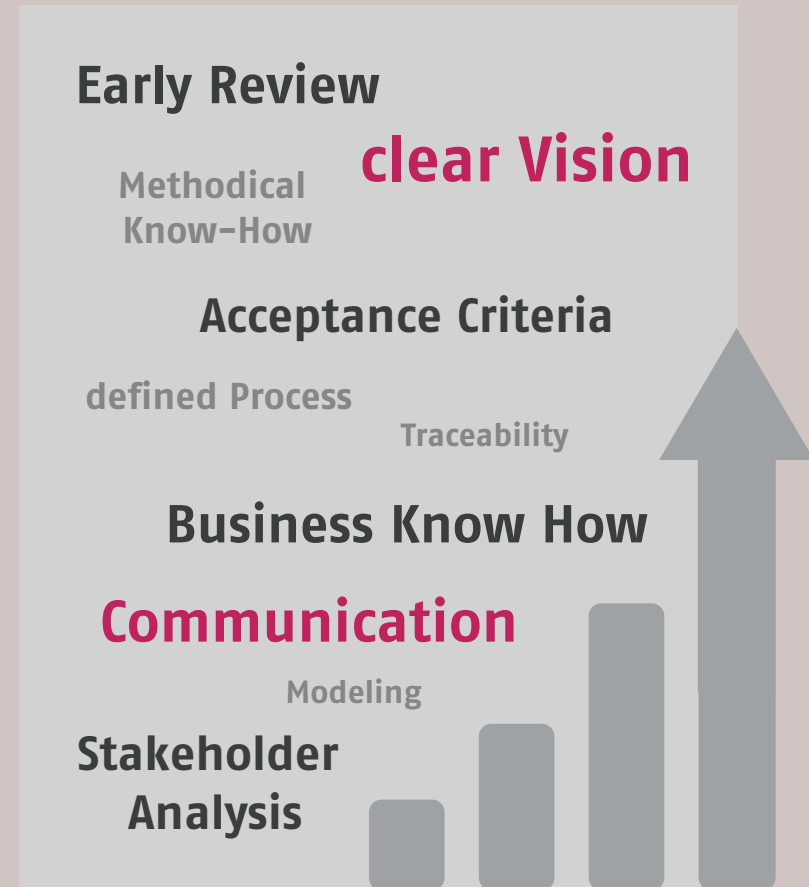 Early Review
clear Vision
Methodical
Know-How
Acceptance Criteria
defined Process
Traceability
Business Know How
Communication
Modeling
Stakeholder
Analysis